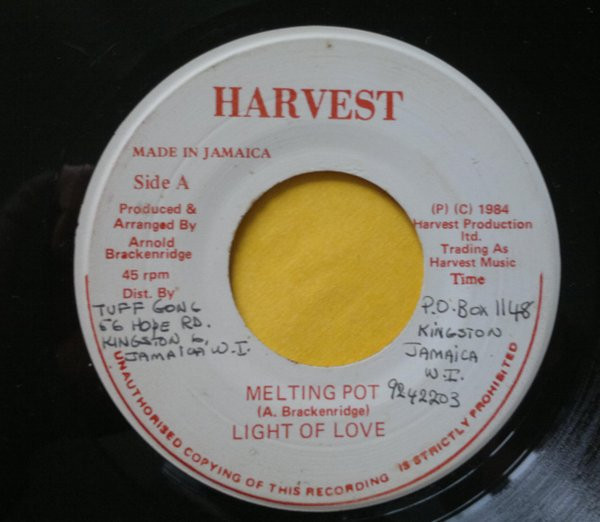 HARVEST
MADE IN JAMAICA
Side A
Produced &
Arranged By
Arnold
Brackenridge
45 rpm
Dist. By
TUFF GONG
56 HOPE RD.
KINGSTON 6,
JAMAICA W.I.
(P) (C) 1984
Harvest Production
ltd.
Trading As
Harvest Music
Time
P.O. Box 1148
KINGSTON
JAMAICA
W.I.
9242203
MELTING POT
(A. Brackenridge)
LIGHT OF LOVE
UNAUTHORISED COPYING OF THIS RECORDING IS STRICTLY PROHIBITED